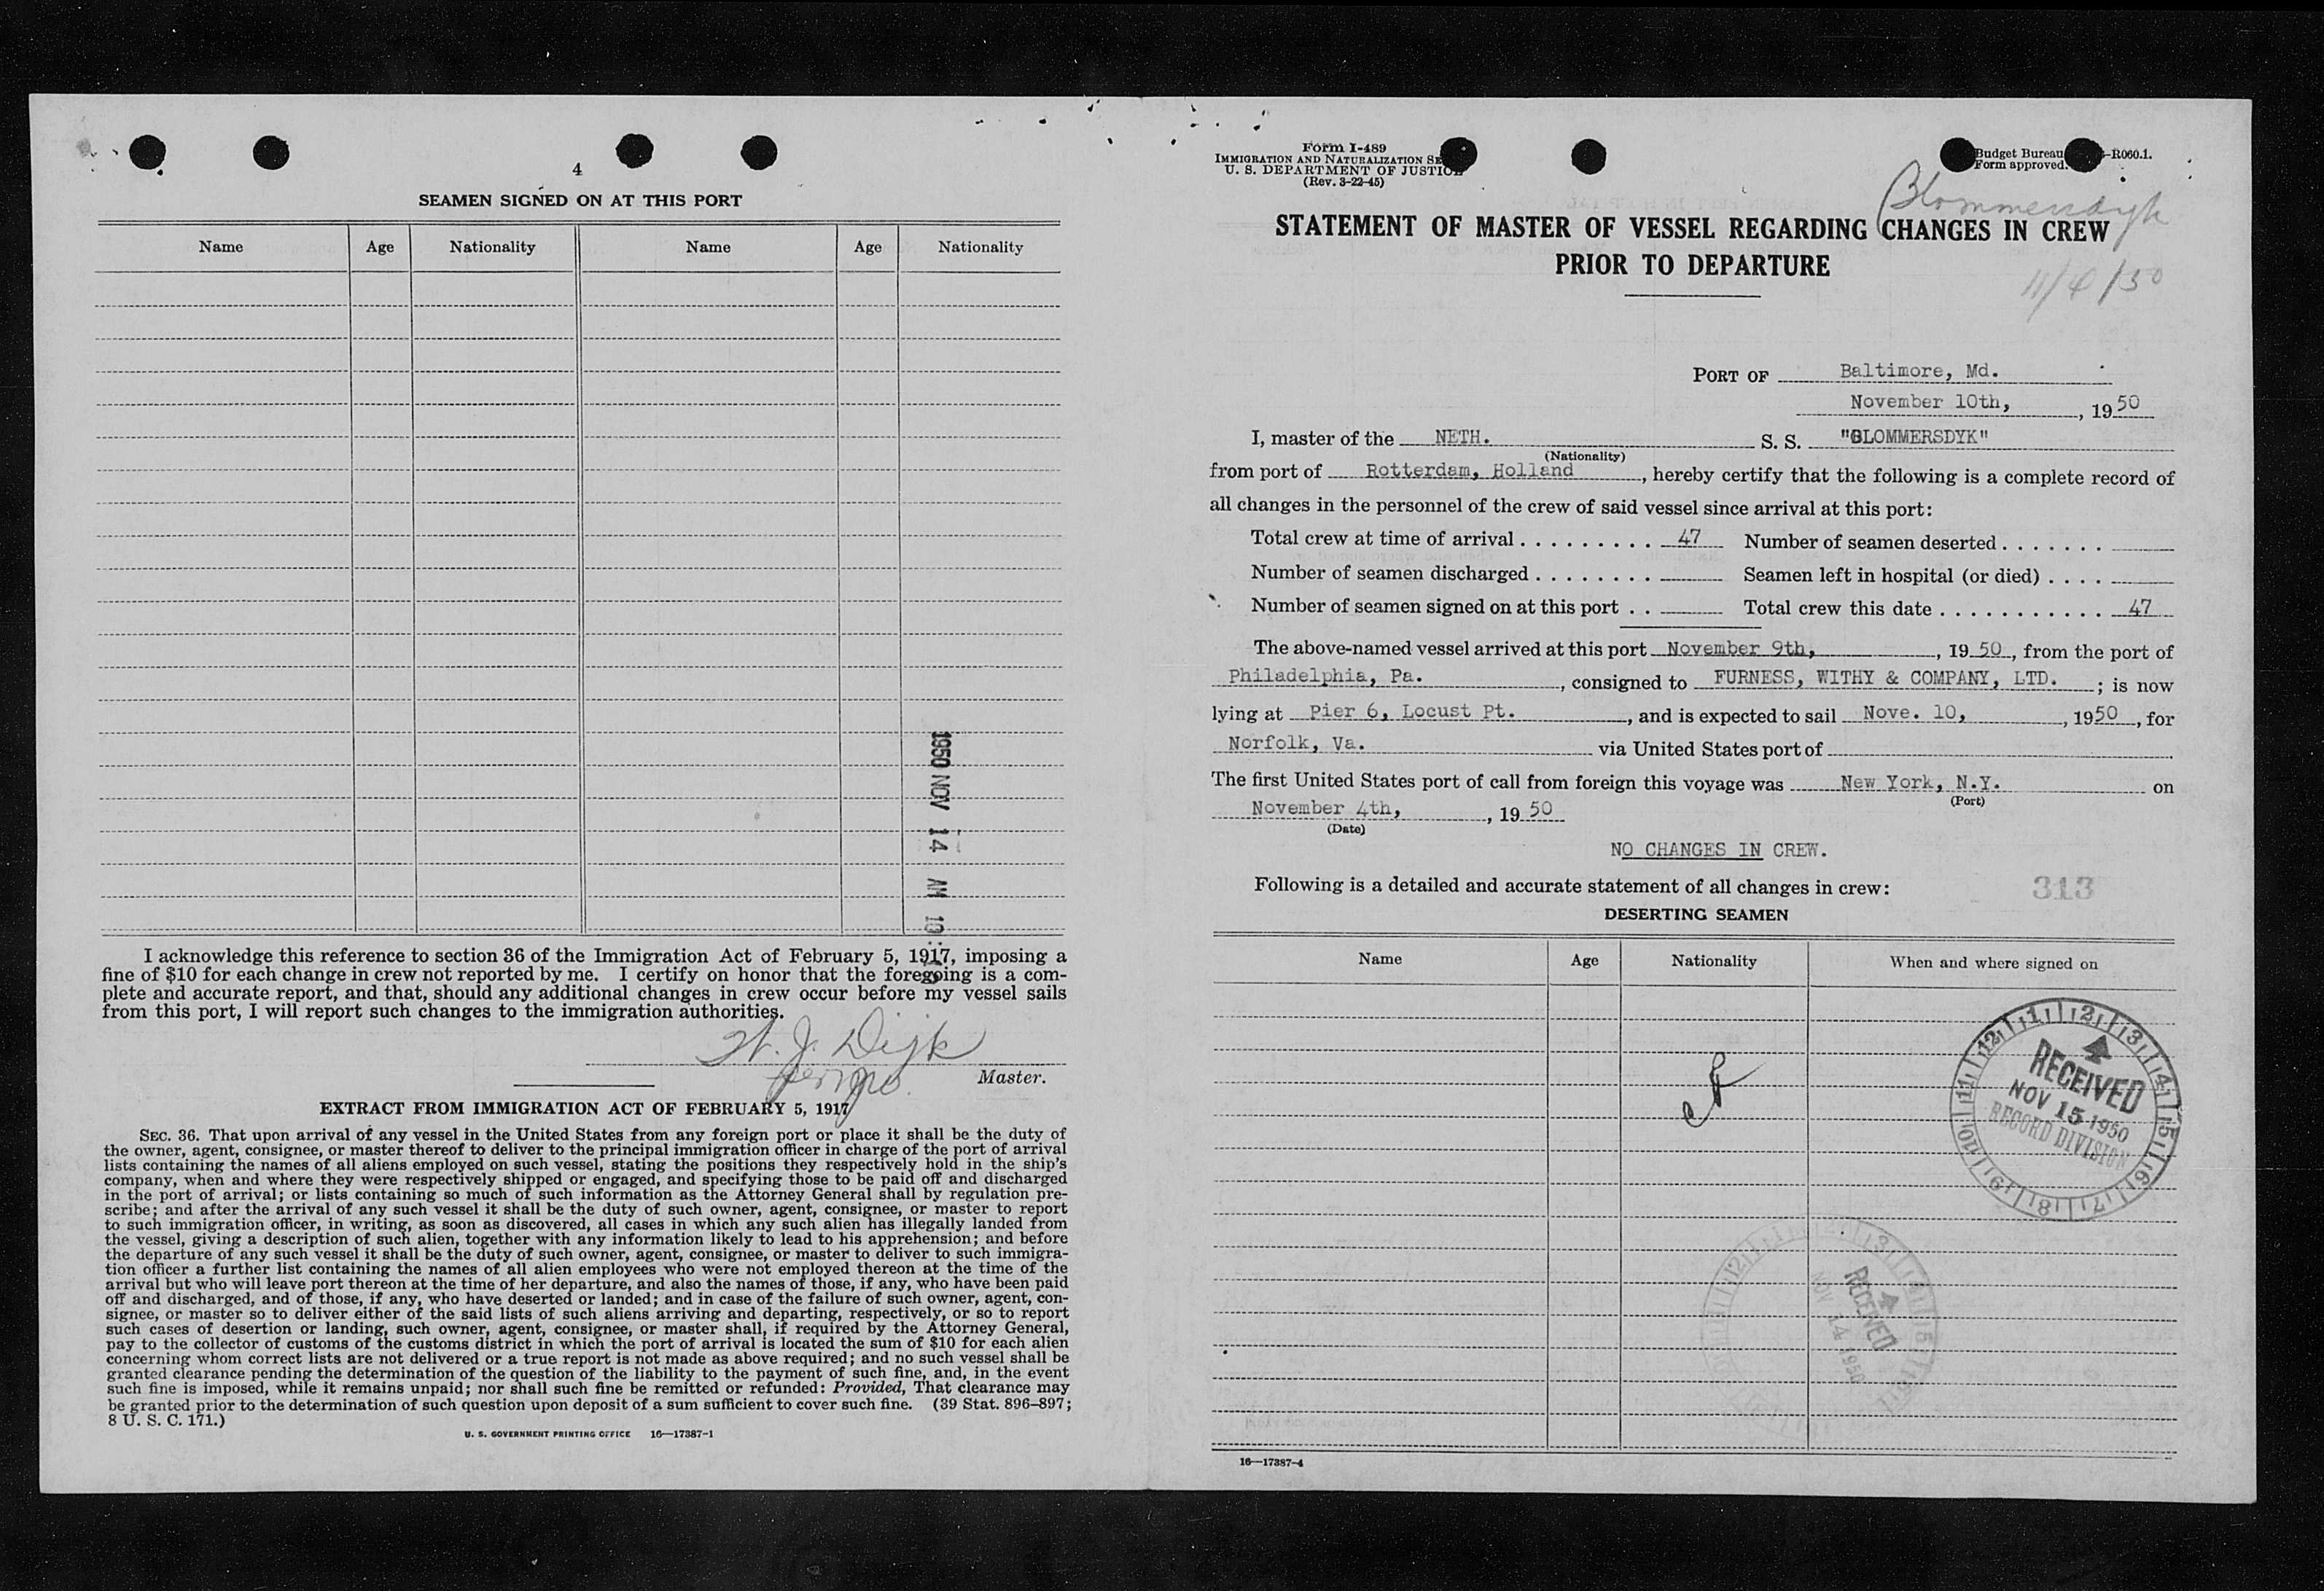 4
SEAMEN SIGNED ON AT THIS PORT
Name Age Nationality Name Age Nationality
1950 NOV 14 AM 10
I acknowledge this reference to section 36 of the Immigration Act of February 5, 1917, imposing a
fine of $10 for each change in crew not reported by me. I certify on honor that the foregoing is a com-
plete and accurate report, and that, should any additional changes in crew occur before my vessel sails
from this port, I will report such changes to the immigration authorities.
Dijk
Master.
EXTRACT FROM IMMIGRATION ACT OF FEBRUARY 5, 1917
SEC. 36. That upon arrival of any vessel in the United States from any foreign port or place it shall be the duty of
the owner, agent, consignee, or master thereof to deliver to the principal immigration officer in charge of the port of arrival
lists containing the names of all aliens employed on such vessel, stating the positions they respectively hold in the ship's
company, when and where they were respectively shipped or engaged, and specifying those to be paid off and discharged
in the port of arrival; or lists containing so much of such information as the Attorney General shall by regulation pre-
scribe; and after the arrival of any such vessel it shall be the duty of such owner, agent, consignee, or master to report
to such immigration officer, in writing, as soon as discovered, all cases in which any such alien has illegally landed from
the vessel, giving a description of such alien, together with any information likely to lead to his apprehension; and before
the departure of any such vessel it shall be the duty of such owner, agent, consignee, or master to deliver to such immigra-
tion officer a further list containing the names of all alien employees who were not employed thereon at the time of the
arrival but who will leave port thereon at the time of her departure, and also the names of those, if any, who have been paid
off and discharged, and of those, if any, who have deserted or landed; and in case of the failure of such owner, agent, con-
signee, or master so to deliver either of the said lists of such aliens arriving and departing, respectively, or so to report
such cases of desertion or landing, such owner, agent, consignee, or master shall, if required by the Attorney General,
pay to the collector of customs of the customs district in which the port of arrival is located the sum of $10 for each alien
concerning whom correct lists are not delivered or a true report is not made as above required; and no such vessel shall be
granted clearance pending the determination of the question of the liability to the payment of such fine, and, in the event
such fine is imposed, while it remains unpaid; nor shall such fine be remitted or refunded: Provided, That clearance may
be granted prior to the determination of such question upon deposit of a sum sufficient to cover such fine. (39 Stat. 896-897;
8 U. S. C. 171.)
U. S. GOVERNMENT PRINTING OFFICE 16—17387-1
Form I-489
IMMIGRATION AND NATURALIZATION SE
U. S. DEPARTMENT OF JUSTICE
(Rev. 3-22-45)
Budget Bureau -R060.1.
Form approved.
Blommersdyk
STATEMENT OF MASTER OF VESSEL REGARDING CHANGES IN CREW
PRIOR TO DEPARTURE
11/4/50
PORT OF Baltimore, Md.
November 10th, , 1950
I, master of the NETH. S. S. "BLOMMERSDYK"
(Nationality)
from port of Rotterdam, Holland , hereby certify that the following is a complete record of
all changes in the personnel of the crew of said vessel since arrival at this port:
Total crew at time of arrival . . . . . . . . . 47 Number of seamen deserted . . . . . . .
Number of seamen discharged . . . . . . . . Seamen left in hospital (or died) . . . .
Number of seamen signed on at this port . . Total crew this date . . . . . . . . . . . 47
The above-named vessel arrived at this port November 9th, , 1950, from the port of
Philadelphia, Pa. , consigned to FURNESS, WITHY & COMPANY, LTD. ; is now
lying at Pier 6, Locust Pt. , and is expected to sail Nove. 10, , 1950, for
Norfolk, Va. via United States port of
The first United States port of call from foreign this voyage was New York, N.Y. on
(Port)
November 4th, , 1950
(Date)
NO CHANGES IN CREW.
Following is a detailed and accurate statement of all changes in crew: 313
DESERTING SEAMEN
Name Age Nationality When and where signed on
12 1 2 3 4 5 6 7 8 9 10 11
RECEIVED
NOV 15 1950
RECORD DIVISION
RECEIVED
NOV 14 1950
16—17387-4